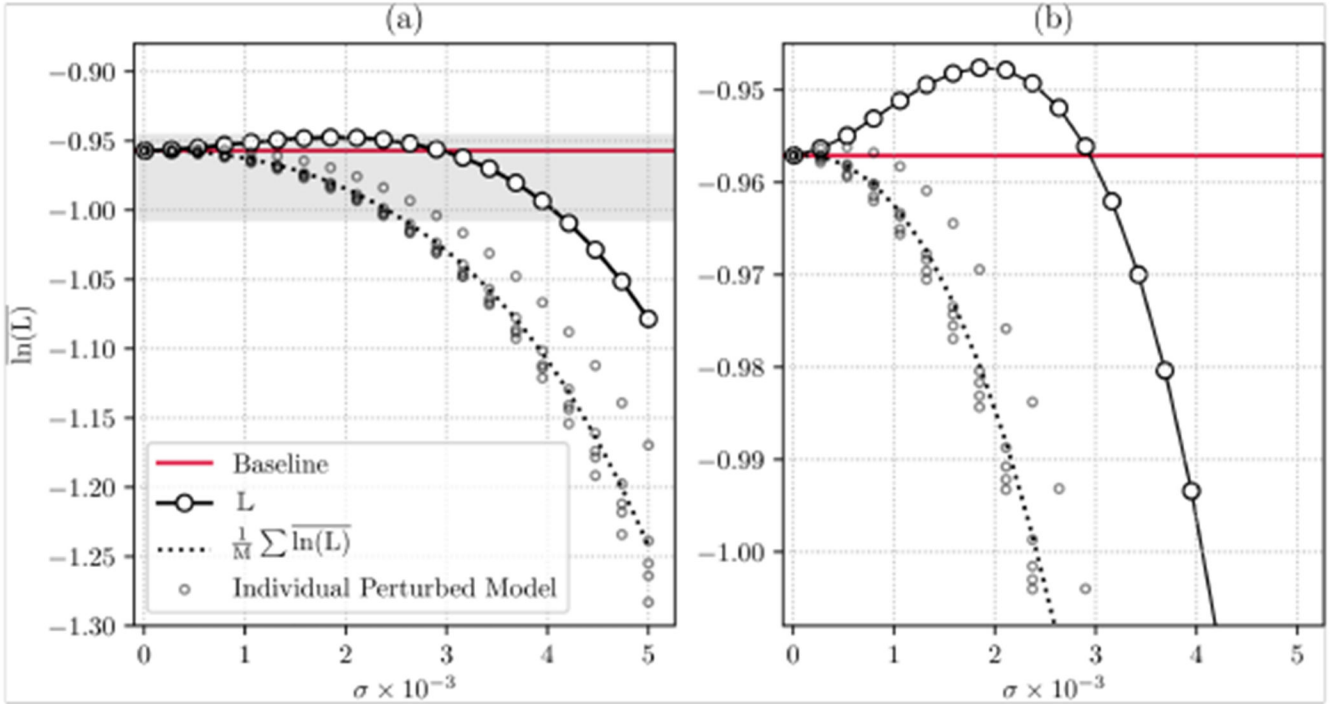 (a)
−0.90
−0.95
−1.00
−1.05
−1.10
−1.15
−1.20
−1.25
−1.30
ln(L)
0 1 2 3 4 5
σ × 10⁻³
Baseline
L
1/M ∑ ln(L)
Individual Perturbed Model
(b)
−0.95
−0.96
−0.97
−0.98
−0.99
−1.00
0 1 2 3 4 5
σ × 10⁻³